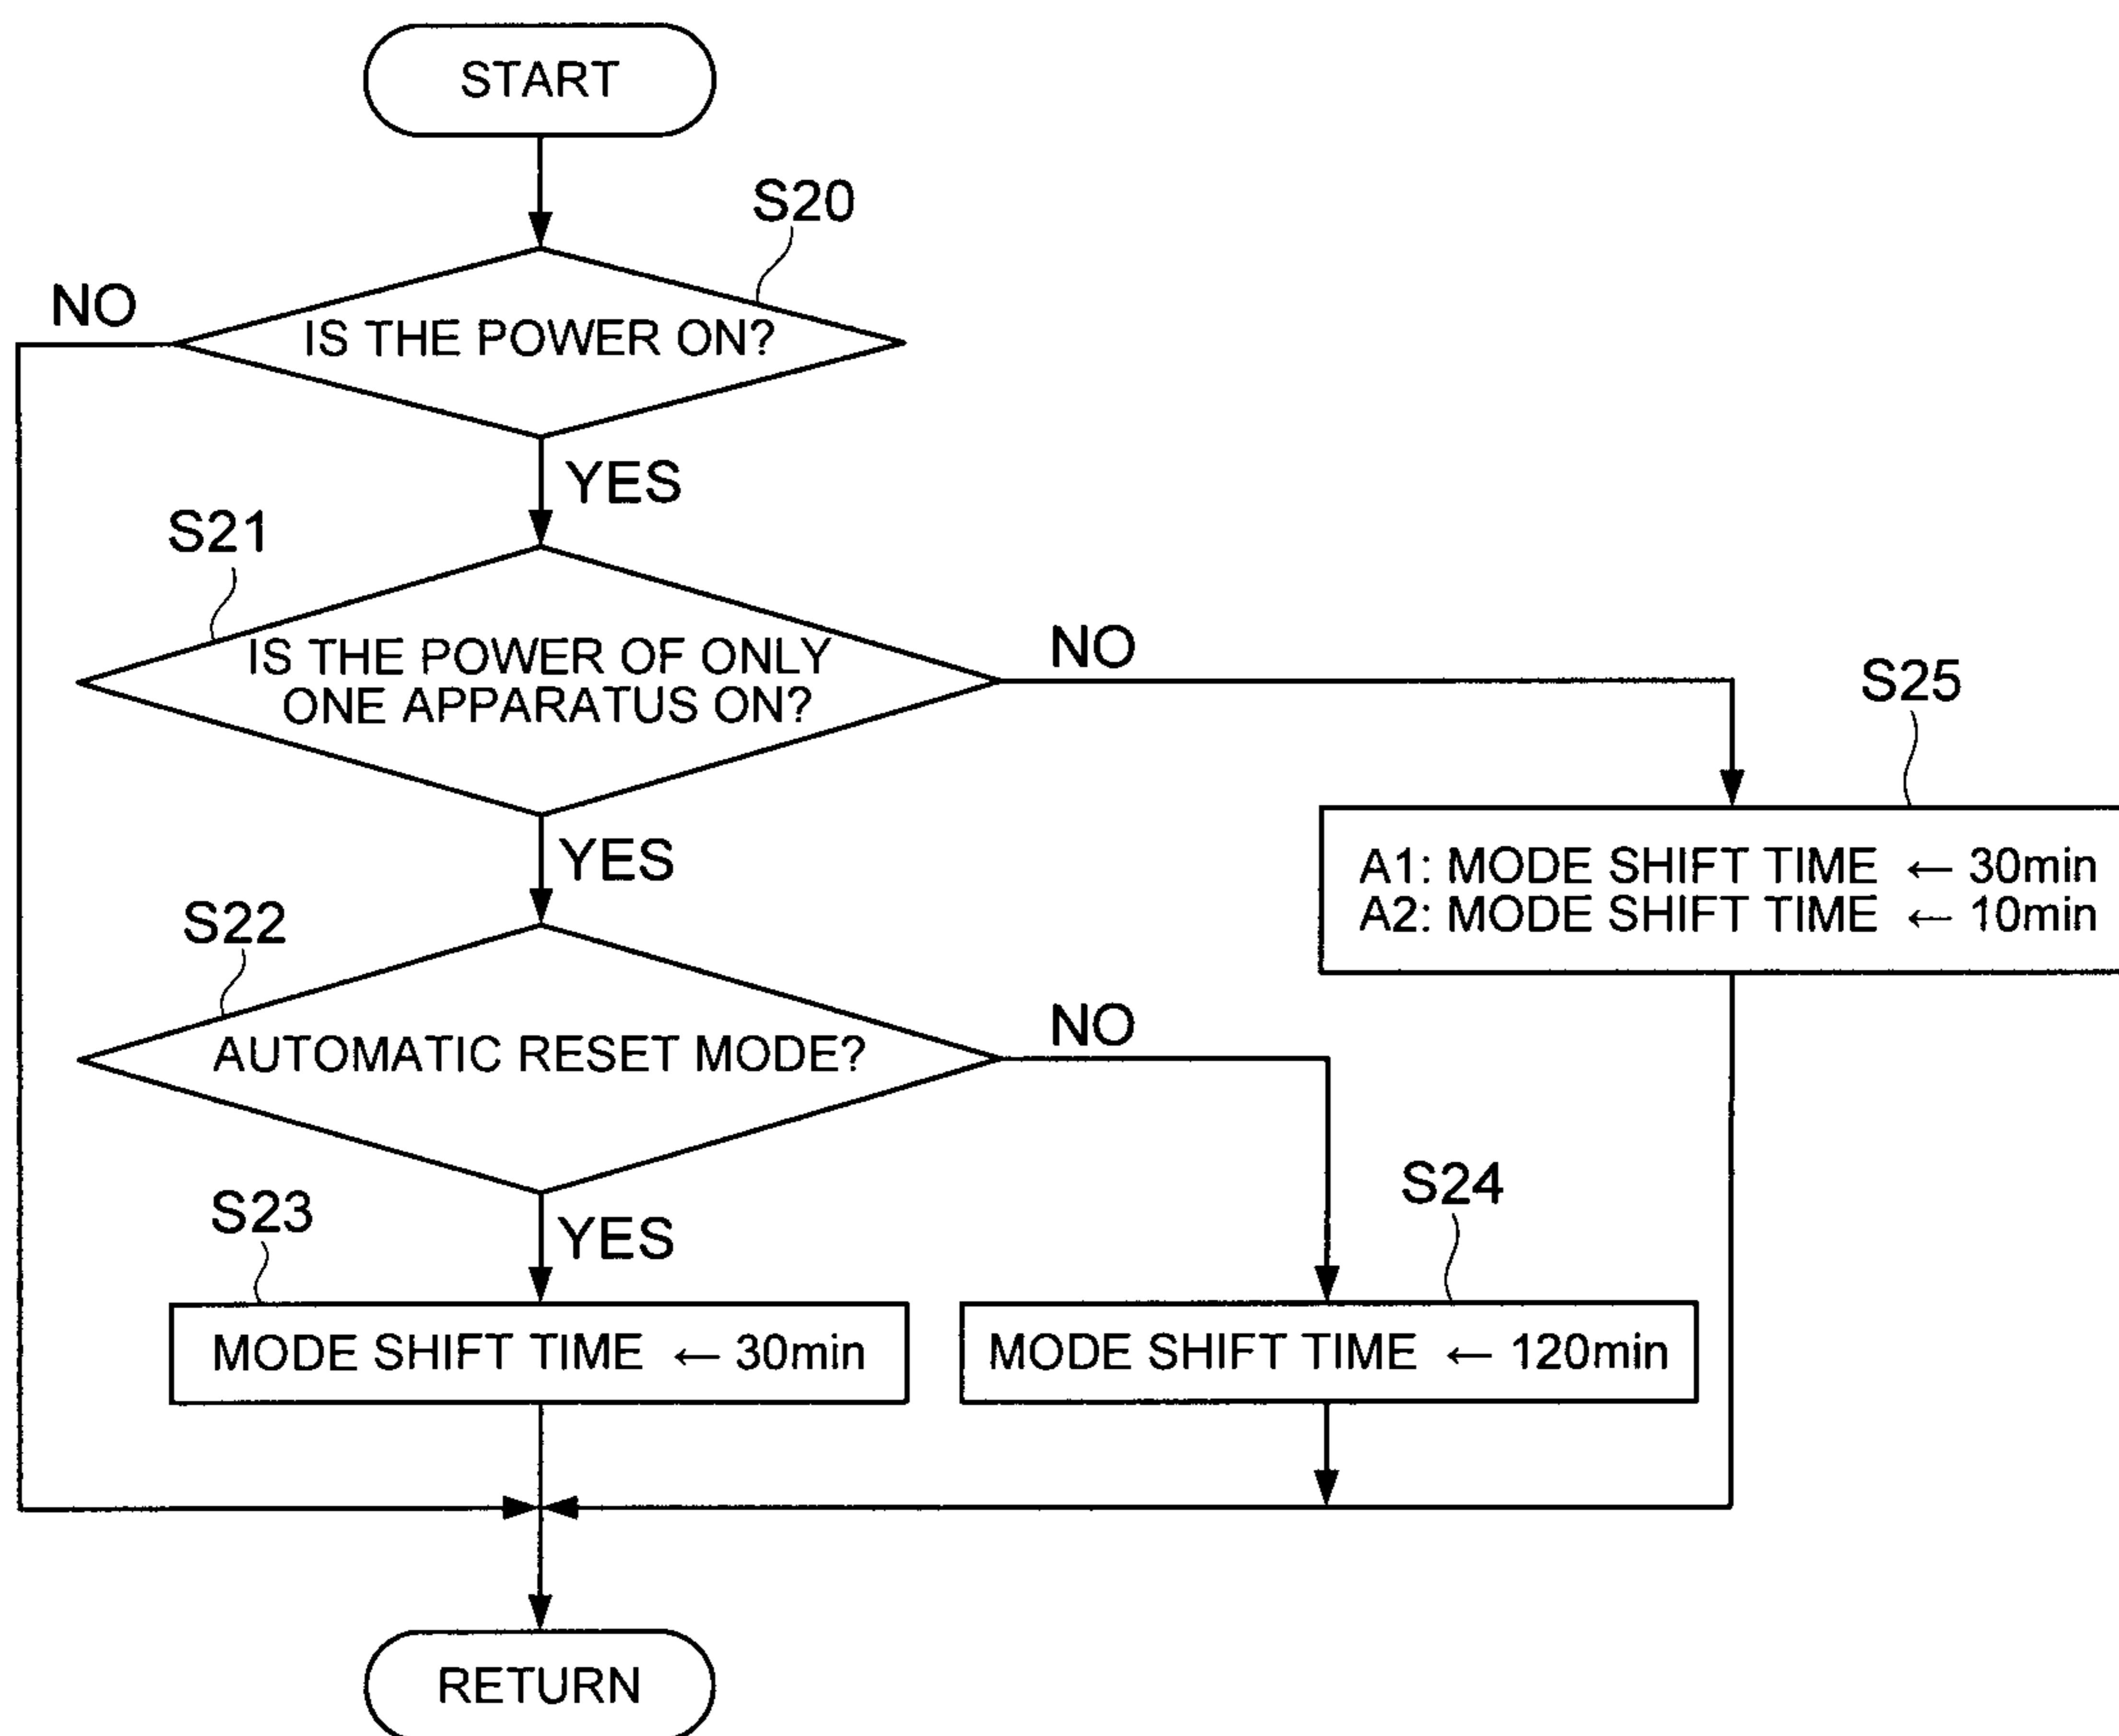 START
S20
NO
IS THE POWER ON?
YES
S21
IS THE POWER OF ONLY
ONE APPARATUS ON?
NO
S25
YES
A1: MODE SHIFT TIME ← 30min
A2: MODE SHIFT TIME ← 10min
S22
AUTOMATIC RESET MODE?
NO
S23
YES
S24
MODE SHIFT TIME ← 30min
MODE SHIFT TIME ← 120min
RETURN